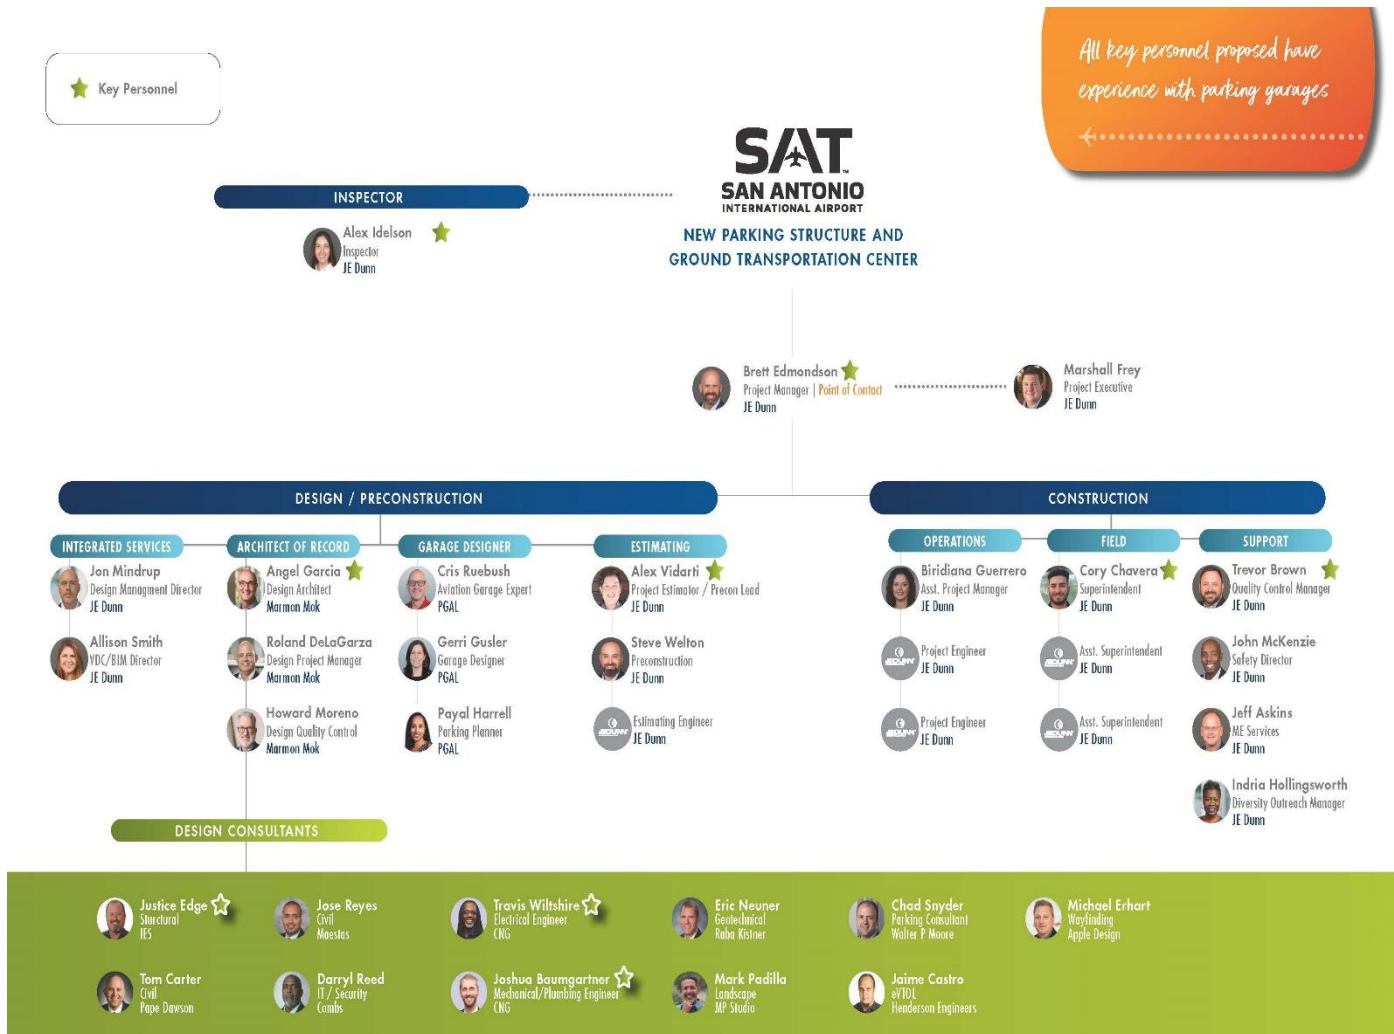 Key Personnel
All key personnel proposed have
experience with parking garages
SAT
SAN ANTONIO
INTERNATIONAL AIRPORT
NEW PARKING STRUCTURE AND
GROUND TRANSPORTATION CENTER
INSPECTOR
Alex Idelson
Inspector
JE Dunn
Brett Edmondson
Project Manager | Point of Contact
JE Dunn
Marshall Frey
Project Executive
JE Dunn
DESIGN / PRECONSTRUCTION
INTEGRATED SERVICES
Jon Mindrup
Design Managment Director
JE Dunn
Allison Smith
VDC/BIM Director
JE Dunn
ARCHITECT OF RECORD
Angel Garcia
Design Architect
Marmon Mok
Roland DeLaGarza
Design Project Manager
Marmon Mok
Howard Moreno
Design Quality Control
Marmon Mok
GARAGE DESIGNER
Cris Ruebush
Aviation Garage Expert
PGAL
Gerri Gusler
Garage Designer
PGAL
Payal Harrell
Parking Planner
PGAL
ESTIMATING
Alex Vidarti
Project Estimator / Precon Lead
JE Dunn
Steve Welton
Preconstruction
JE Dunn
JEDUNN
Estimating Engineer
JE Dunn
CONSTRUCTION
OPERATIONS
Biridiana Guerrero
Asst. Project Manager
JE Dunn
JEDUNN
Project Engineer
JE Dunn
JEDUNN
Project Engineer
JE Dunn
FIELD
Cory Chavera
Superintendent
JE Dunn
JEDUNN
Asst. Superintendent
JE Dunn
JEDUNN
Asst. Superintendent
JE Dunn
SUPPORT
Trevor Brown
Quality Control Manager
JE Dunn
John McKenzie
Safety Director
JE Dunn
Jeff Askins
ME Services
JE Dunn
Indria Hollingsworth
Diversity Outreach Manager
JE Dunn
DESIGN CONSULTANTS
Justice Edge
Sturctural
IES
Jose Reyes
Civil
Maestas
Travis Wiltshire
Electrical Engineer
CNG
Eric Neuner
Geotechnical
Raba Kistner
Chad Snyder
Parking Consultant
Walter P Moore
Michael Erhart
Wayfinding
Apple Design
Tom Carter
Civil
Pape Dawson
Darryl Reed
IT / Security
Combs
Joshua Baumgartner
Mechanical/Plumbing Engineer
CNG
Mark Padilla
Landscape
MP Studio
Jaime Castro
eVTOL
Henderson Engineers